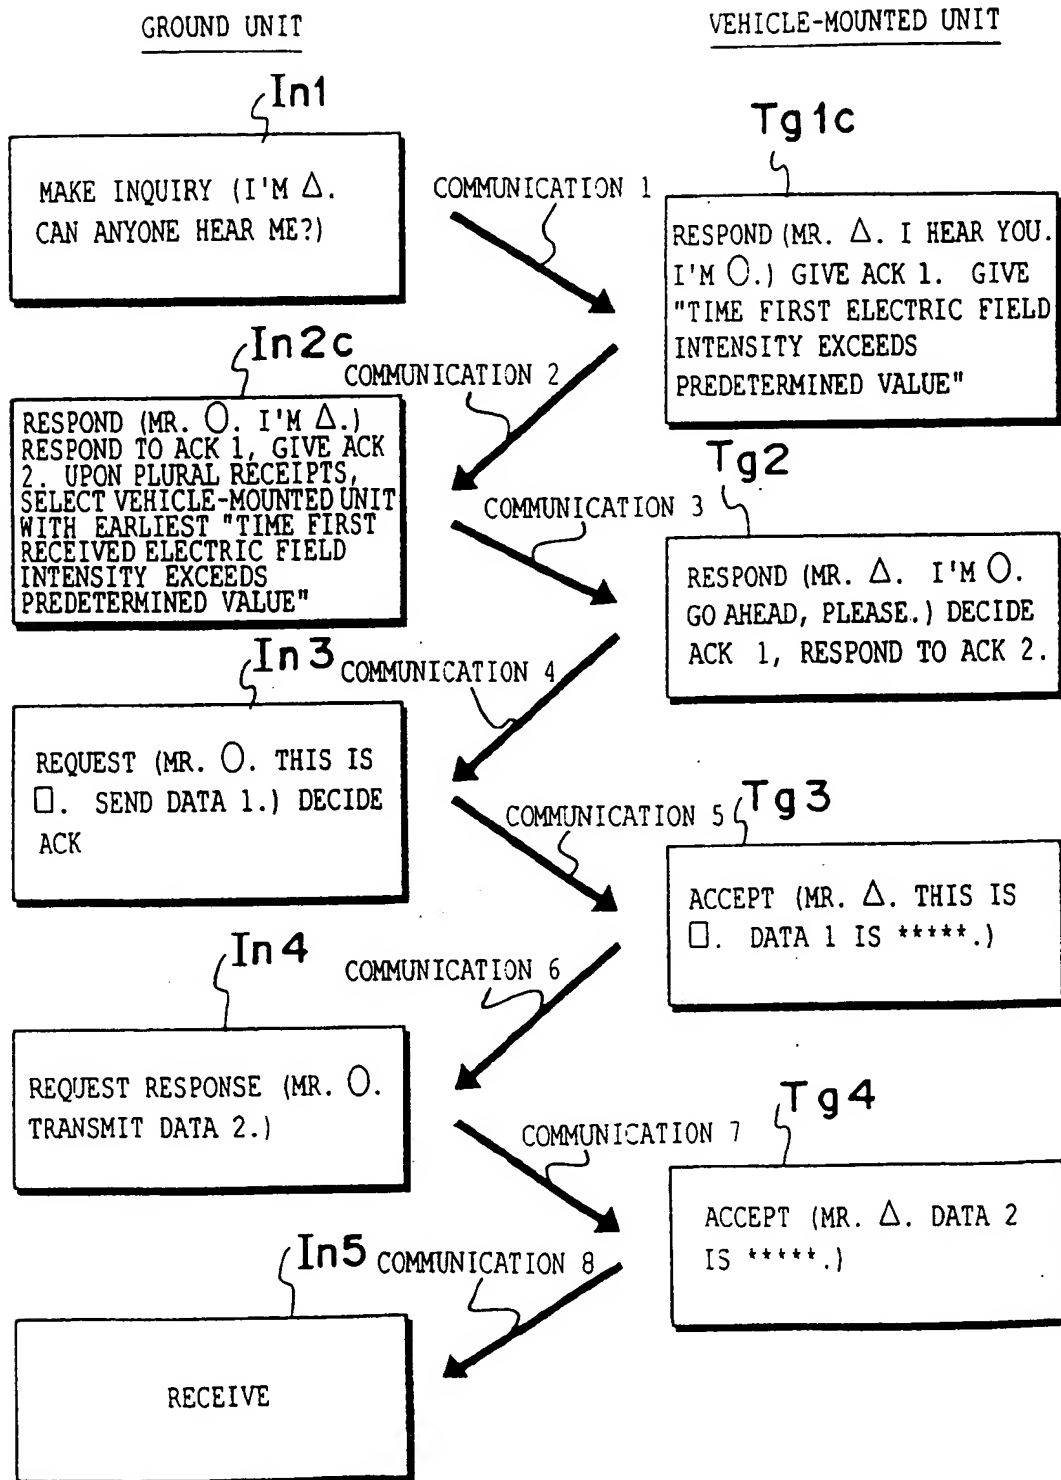 GROUND UNIT
VEHICLE-MOUNTED UNIT
In1
MAKE INQUIRY (I'M △.
CAN ANYONE HEAR ME?)
COMMUNICATION 1
Tg1c
RESPOND (MR. △. I HEAR YOU.
I'M ○.) GIVE ACK 1. GIVE
"TIME FIRST ELECTRIC FIELD
INTENSITY EXCEEDS
PREDETERMINED VALUE"
COMMUNICATION 2
In2c
RESPOND (MR. ○. I'M △.)
RESPOND TO ACK 1, GIVE ACK
2. UPON PLURAL RECEIPTS,
SELECT VEHICLE-MOUNTED UNIT
WITH EARLIEST "TIME FIRST
RECEIVED ELECTRIC FIELD
INTENSITY EXCEEDS
PREDETERMINED VALUE"
COMMUNICATION 3
Tg2
RESPOND (MR. △. I'M ○.
GO AHEAD, PLEASE.) DECIDE
ACK 1, RESPOND TO ACK 2.
COMMUNICATION 4
In3
REQUEST (MR. ○. THIS IS
□. SEND DATA 1.) DECIDE
ACK
COMMUNICATION 5
Tg3
ACCEPT (MR. △. THIS IS
□. DATA 1 IS *****.)
COMMUNICATION 6
In4
REQUEST RESPONSE (MR. ○.
TRANSMIT DATA 2.)
COMMUNICATION 7
Tg4
ACCEPT (MR. △. DATA 2
IS *****.)
COMMUNICATION 8
In5
RECEIVE